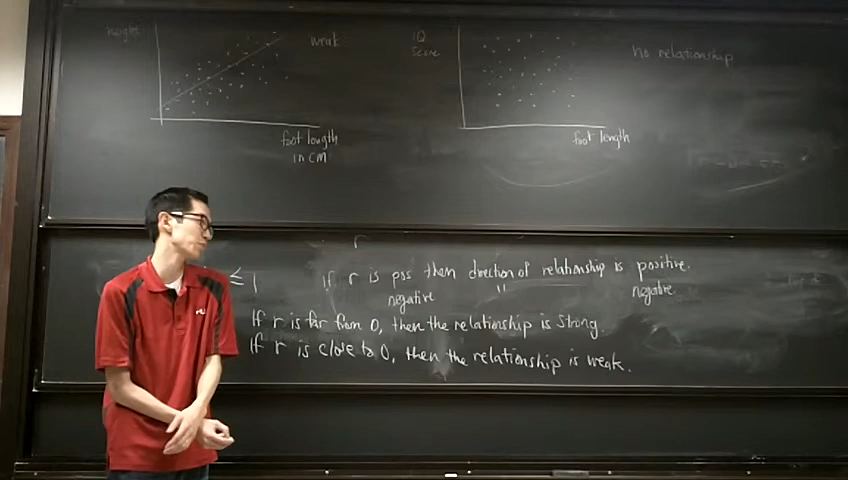 height
weak
foot length
in cm
IQ
Score
no relationship
foot length
r
≤ 1
If r is pos then direction of relationship is positive.
negative " negative
If r is far from 0, then the relationship is strong.
If r is close to 0, then the relationship is weak.